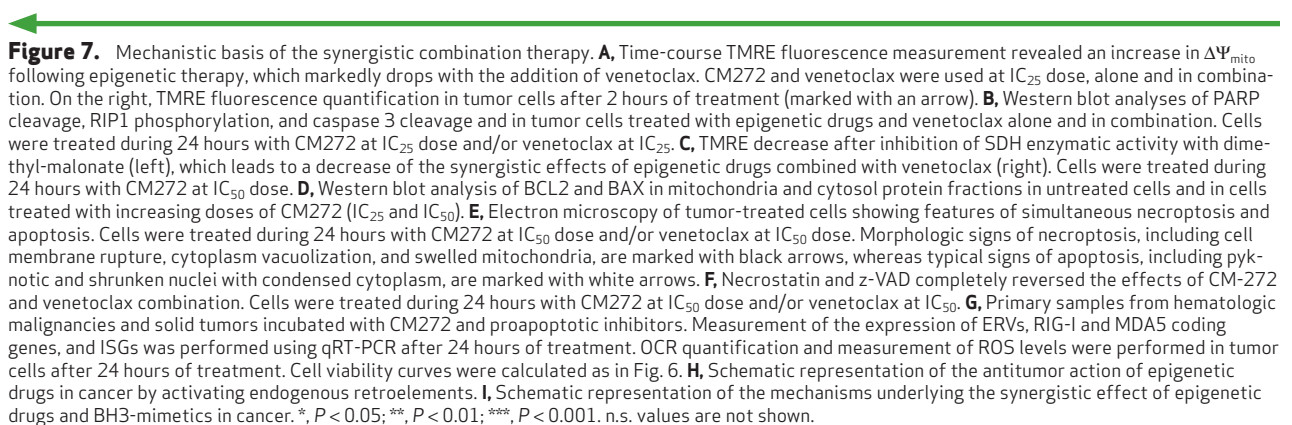 Figure 7. Mechanistic basis of the synergistic combination therapy. A, Time-course TMRE fluorescence measurement revealed an increase in ΔΨmito
following epigenetic therapy, which markedly drops with the addition of venetoclax. CM272 and venetoclax were used at IC25 dose, alone and in combina-
tion. On the right, TMRE fluorescence quantification in tumor cells after 2 hours of treatment (marked with an arrow). B, Western blot analyses of PARP
cleavage, RIP1 phosphorylation, and caspase 3 cleavage and in tumor cells treated with epigenetic drugs and venetoclax alone and in combination. Cells
were treated during 24 hours with CM272 at IC25 dose and/or venetoclax at IC25. C, TMRE decrease after inhibition of SDH enzymatic activity with dime-
thyl-malonate (left), which leads to a decrease of the synergistic effects of epigenetic drugs combined with venetoclax (right). Cells were treated during
24 hours with CM272 at IC50 dose. D, Western blot analysis of BCL2 and BAX in mitochondria and cytosol protein fractions in untreated cells and in cells
treated with increasing doses of CM272 (IC25 and IC50). E, Electron microscopy of tumor-treated cells showing features of simultaneous necroptosis and
apoptosis. Cells were treated during 24 hours with CM272 at IC50 dose and/or venetoclax at IC50 dose. Morphologic signs of necroptosis, including cell
membrane rupture, cytoplasm vacuolization, and swelled mitochondria, are marked with black arrows, whereas typical signs of apoptosis, including pyk-
notic and shrunken nuclei with condensed cytoplasm, are marked with white arrows. F, Necrostatin and z-VAD completely reversed the effects of CM-272
and venetoclax combination. Cells were treated during 24 hours with CM272 at IC50 dose and/or venetoclax at IC50. G, Primary samples from hematologic
malignancies and solid tumors incubated with CM272 and proapoptotic inhibitors. Measurement of the expression of ERVs, RIG-I and MDA5 coding
genes, and ISGs was performed using qRT-PCR after 24 hours of treatment. OCR quantification and measurement of ROS levels were performed in tumor
cells after 24 hours of treatment. Cell viability curves were calculated as in Fig. 6. H, Schematic representation of the antitumor action of epigenetic
drugs in cancer by activating endogenous retroelements. I, Schematic representation of the mechanisms underlying the synergistic effect of epigenetic
drugs and BH3-mimetics in cancer. *, P < 0.05; **, P < 0.01; ***, P < 0.001. n.s. values are not shown.